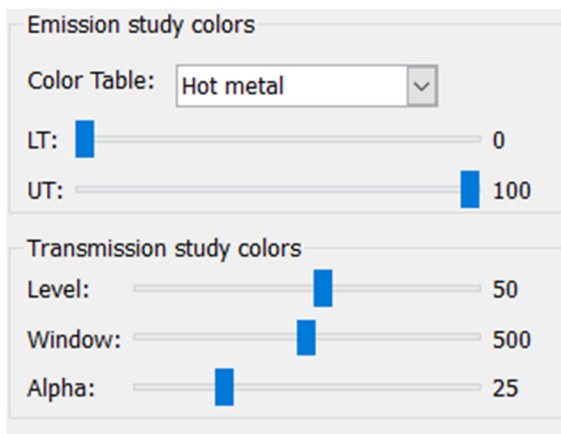 Emission study colors
Color Table: Hot metal
LT: 0
UT: 100
Transmission study colors
Level: 50
Window: 500
Alpha: 25